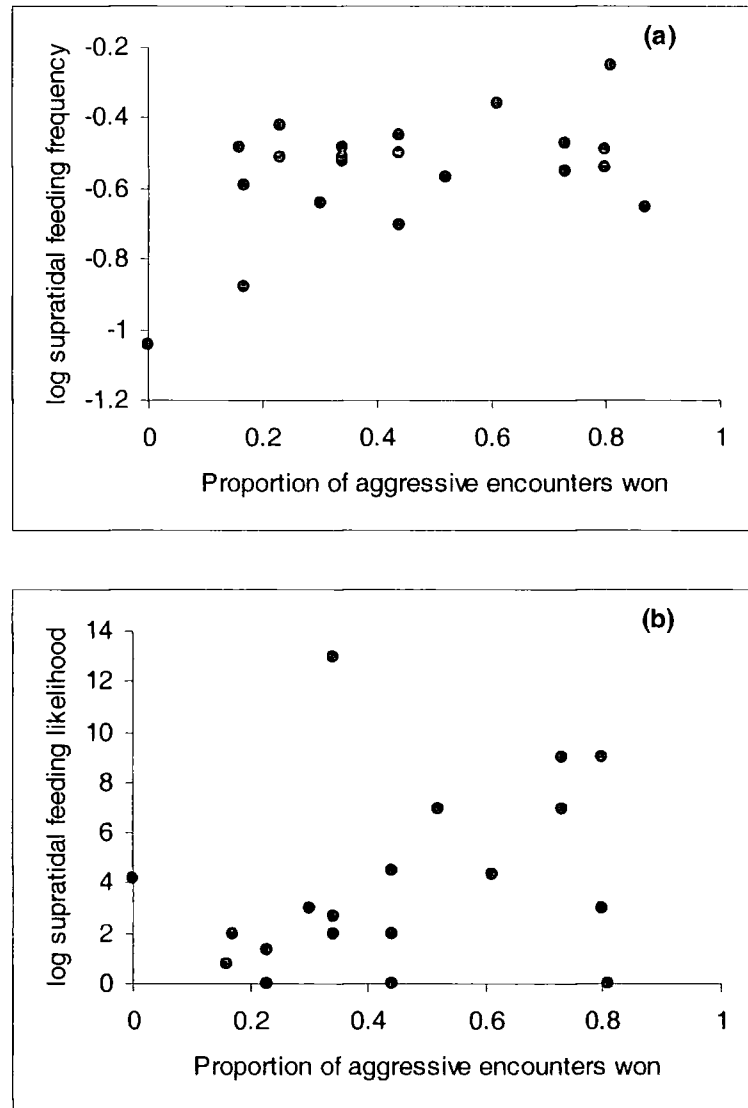 (a)
log supratidal feeding frequency
-0.2
-0.4
-0.6
-0.8
-1
-1.2
0 0.2 0.4 0.6 0.8 1
Proportion of aggressive encounters won
(b)
log supratidal feeding likelihood
14
12
10
8
6
4
2
0
0 0.2 0.4 0.6 0.8 1
Proportion of aggressive encounters won